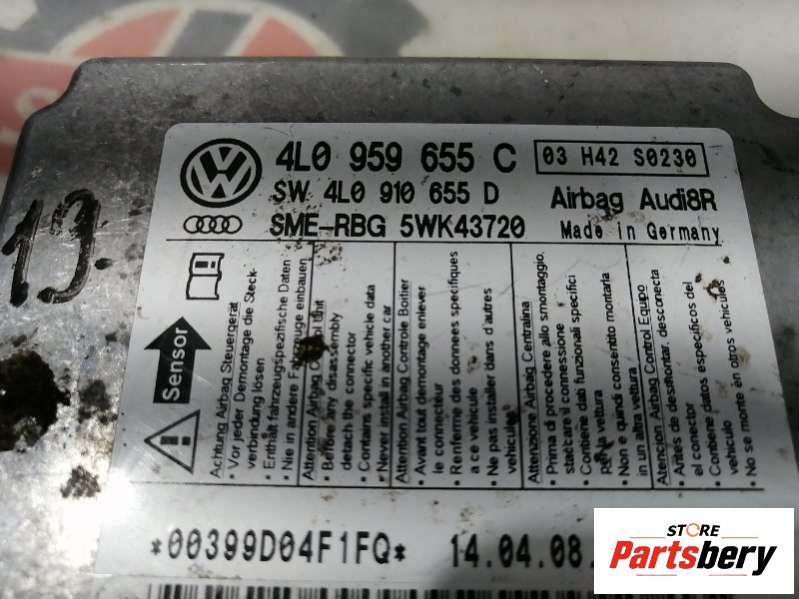 4L0 959 655 C
03 H42 S0230
SW 4L0 910 655 D
Airbag Audi8R
SME-RBG 5WK43720
Made in Germany
19
Sensor
Achtung Airbag Steuergerät
• Vor jeder Demontage die Steck-
verbindung lösen
• Enthält fahrzeugspezifische Daten
• Nie in andere Fahrzeuge einbauen
Attention Airbag Unit
• Before any disassembly
detach the connector
• Contains specific vehicle data
• Never install in another car
Attention Airbag Controle Boitier
• Avant tout demontage enlever
le connecteur
• Renferme des donnees specifiques
a ce vehicule
• Ne pas installer dans d'autres
vehicules
Attenzione Airbag Centralina
• Prima di procedere allo smontaggio,
staccare il connessione
• Contiene dati funzionali specifici
la vettura
• Non e quindi consentito montarla
in un altra vettura
Atencion Airbag Control Equipo
• Antes de desmontar, desconecta
el conector
• Contiene datos especificos del
vehiculo
• No se monte en otros vehiculos
*00399D04F1FQ*
14.04.08.
STORE
Partsbery